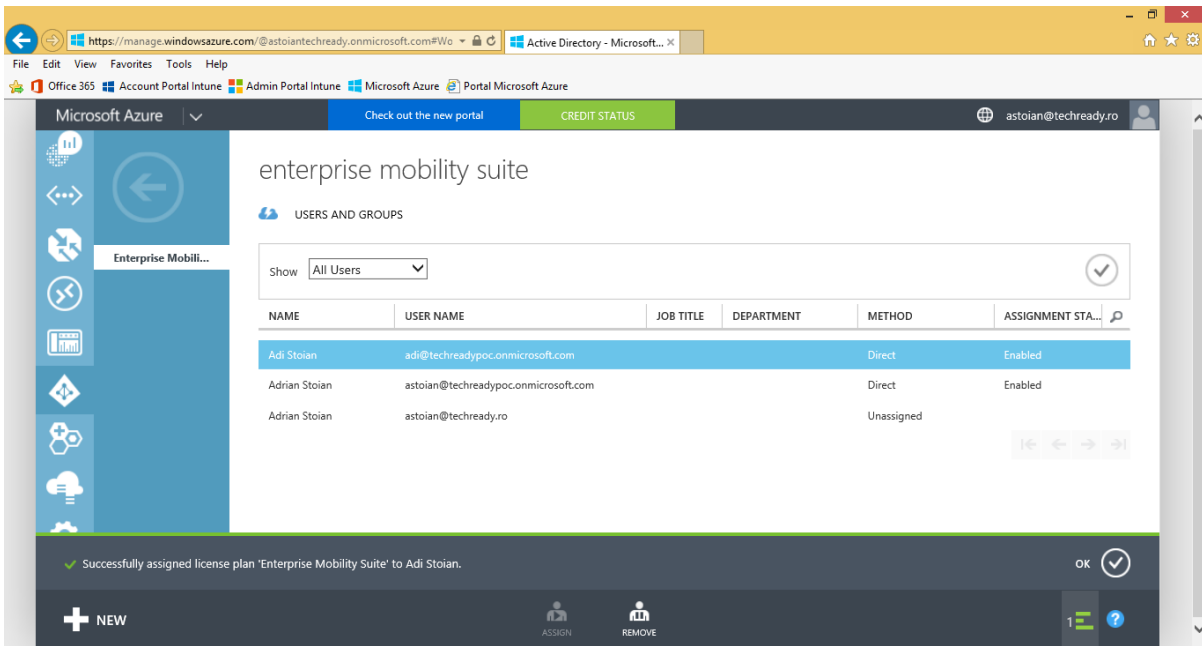 https://manage.windowsazure.com/@astoiantechready.onmicrosoft.com#Wo
Active Directory - Microsoft... ×
File Edit View Favorites Tools Help
Office 365 Account Portal Intune Admin Portal Intune Microsoft Azure Portal Microsoft Azure
Microsoft Azure Check out the new portal CREDIT STATUS astoian@techready.ro
enterprise mobility suite
USERS AND GROUPS
Enterprise Mobili...
Show All Users
NAME USER NAME JOB TITLE DEPARTMENT METHOD ASSIGNMENT STA...
Adi Stoian adi@techreadypoc.onmicrosoft.com Direct Enabled
Adrian Stoian astoian@techreadypoc.onmicrosoft.com Direct Enabled
Adrian Stoian astoian@techready.ro Unassigned
Successfully assigned license plan 'Enterprise Mobility Suite' to Adi Stoian. OK
NEW ASSIGN REMOVE 1 ?